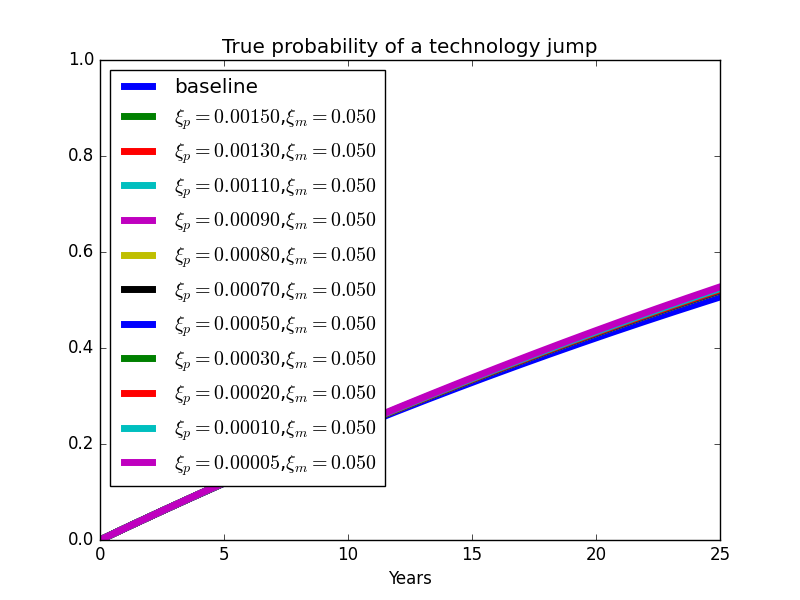 True probability of a technology jump
1.0
0.8
0.6
0.4
0.2
0.0
baseline
ξₚ = 0.00150,ξₘ = 0.050
ξₚ = 0.00130,ξₘ = 0.050
ξₚ = 0.00110,ξₘ = 0.050
ξₚ = 0.00090,ξₘ = 0.050
ξₚ = 0.00080,ξₘ = 0.050
ξₚ = 0.00070,ξₘ = 0.050
ξₚ = 0.00050,ξₘ = 0.050
ξₚ = 0.00030,ξₘ = 0.050
ξₚ = 0.00020,ξₘ = 0.050
ξₚ = 0.00010,ξₘ = 0.050
ξₚ = 0.00005,ξₘ = 0.050
0 5 10 15 20 25
Years